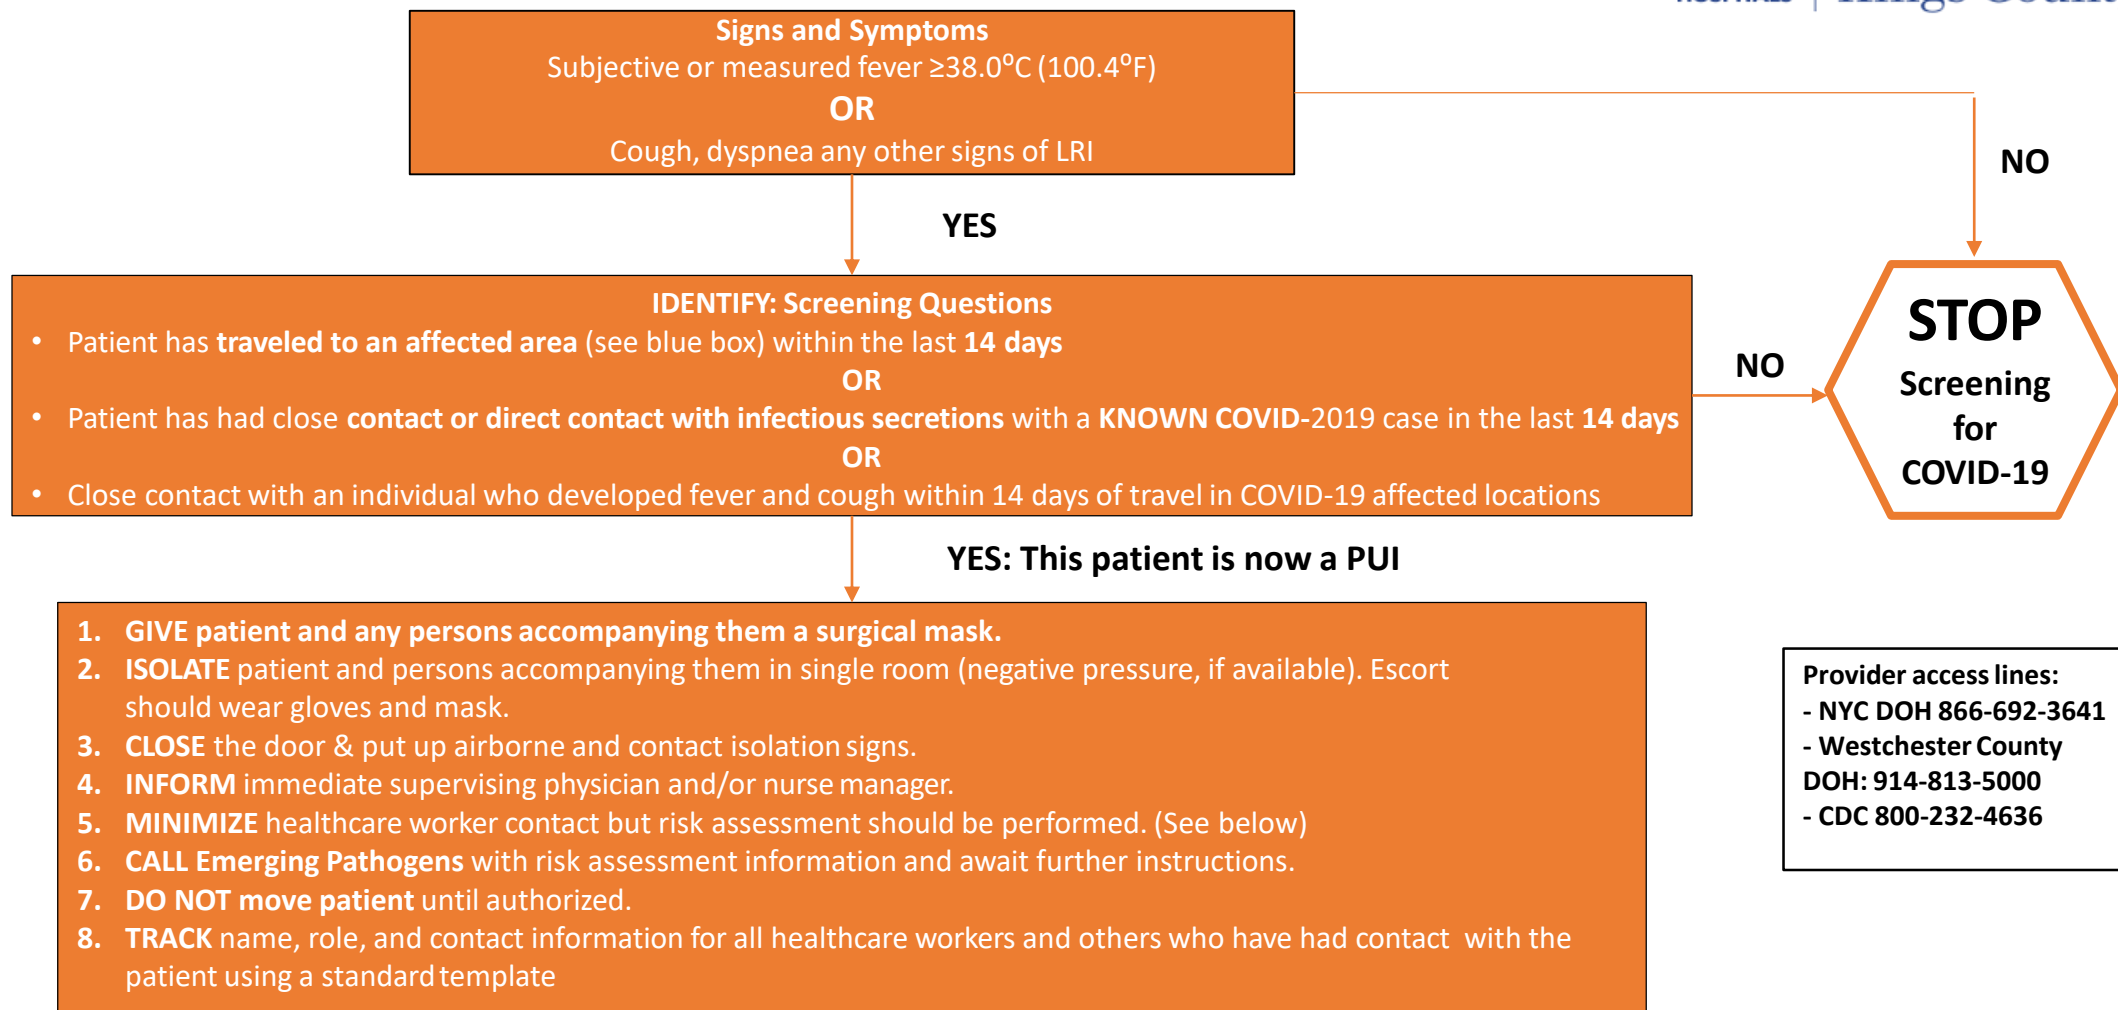 HOSPITALS
Kings County
Signs and Symptoms
Subjective or measured fever ≥38.0⁰C (100.4⁰F)
OR
Cough, dyspnea any other signs of LRI
NO
YES
IDENTIFY: Screening Questions
• Patient has traveled to an affected area (see blue box) within the last 14 days
OR
• Patient has had close contact or direct contact with infectious secretions with a KNOWN COVID-2019 case in the last 14 days
OR
• Close contact with an individual who developed fever and cough within 14 days of travel in COVID-19 affected locations
NO
STOP
Screening
for
COVID-19
YES: This patient is now a PUI
1. GIVE patient and any persons accompanying them a surgical mask.
2. ISOLATE patient and persons accompanying them in single room (negative pressure, if available). Escort
should wear gloves and mask.
3. CLOSE the door & put up airborne and contact isolation signs.
4. INFORM immediate supervising physician and/or nurse manager.
5. MINIMIZE healthcare worker contact but risk assessment should be performed. (See below)
6. CALL Emerging Pathogens with risk assessment information and await further instructions.
7. DO NOT move patient until authorized.
8. TRACK name, role, and contact information for all healthcare workers and others who have had contact with the
patient using a standard template
Provider access lines:
- NYC DOH 866-692-3641
- Westchester County
DOH: 914-813-5000
- CDC 800-232-4636